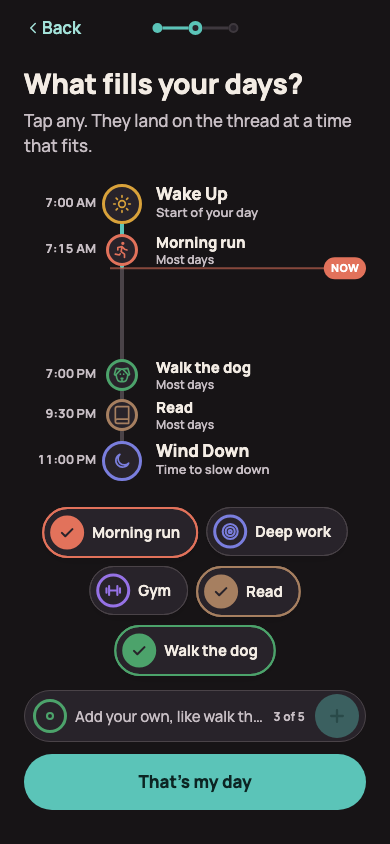 Back
What fills your days?
Tap any. They land on the thread at a time
that fits.
7:00 AM
Wake Up
Start of your day
7:15 AM
Morning run
Most days
NOW
7:00 PM
Walk the dog
Most days
9:30 PM
Read
Most days
11:00 PM
Wind Down
Time to slow down
Morning run
Deep work
Gym
Read
Walk the dog
Add your own, like walk th... 3 of 5
That's my day